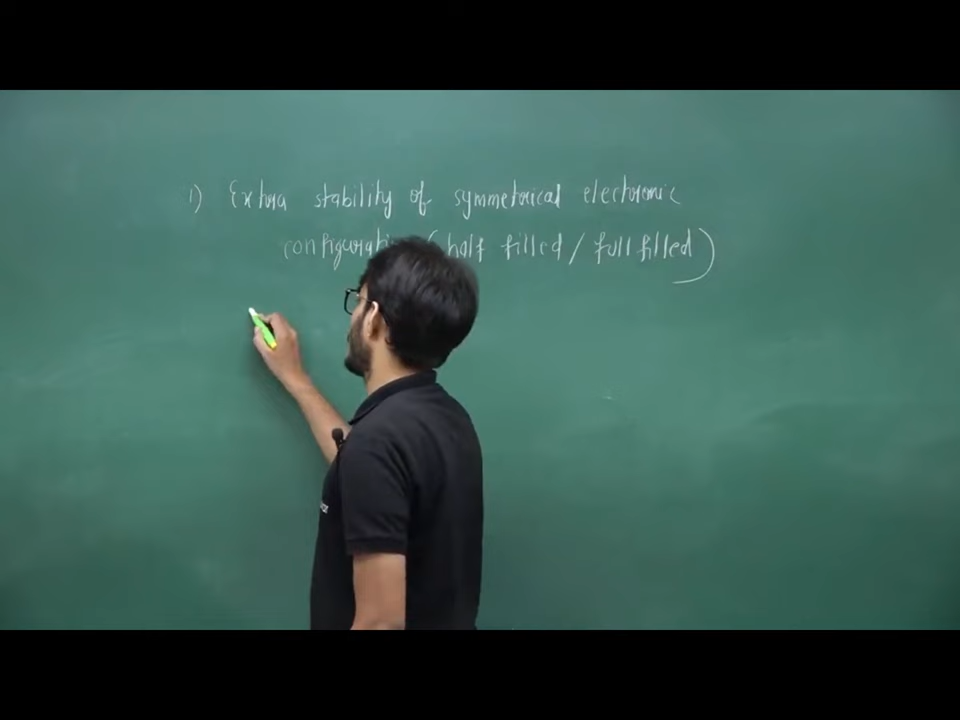 1) Extra stability of symmetrical electronic
(half filled / full filled)